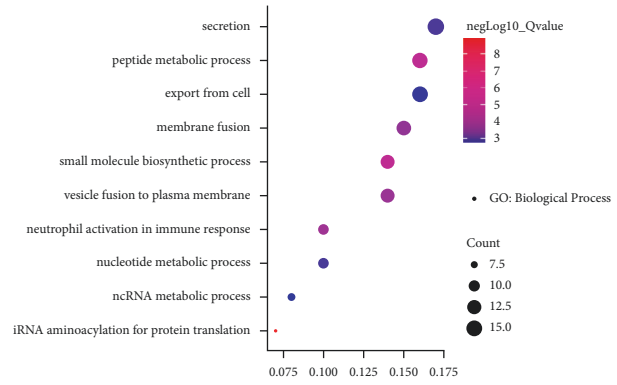 secretion
peptide metabolic process
export from cell
membrane fusion
small molecule biosynthetic process
vesicle fusion to plasma membrane
neutrophil activation in immune response
nucleotide metabolic process
ncRNA metabolic process
iRNA aminoacylation for protein translation
0.075 0.100 0.125 0.150 0.175
negLog10_Qvalue
8
7
6
5
4
3
GO: Biological Process
Count
7.5
10.0
12.5
15.0